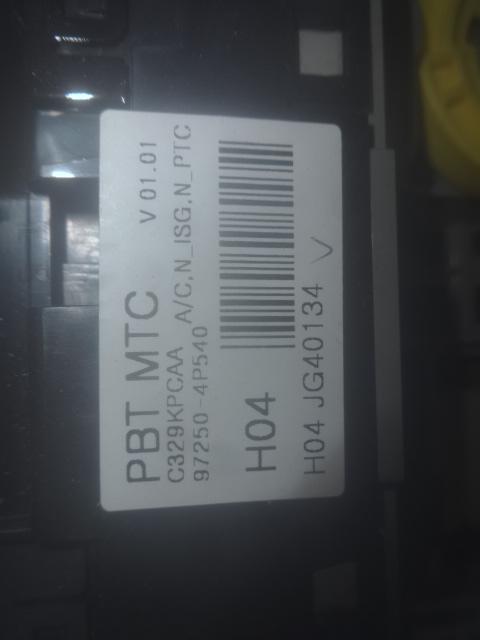 PBT MTC V 01.01
C329KPCAA A/C,N_ISG,N_PTC
97250-4P540
H04
H04 JG40134